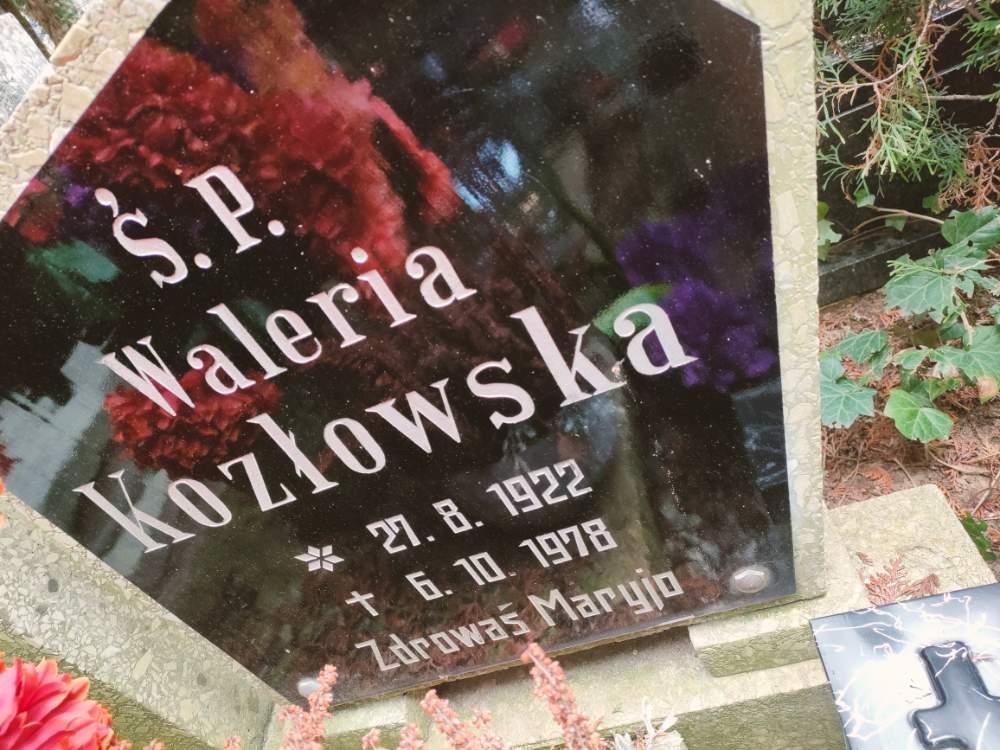 Ś.P.
Waleria
Kozłowska
* 27. 8. 1922
† 6. 10. 1978
Zdrowaś Maryjo